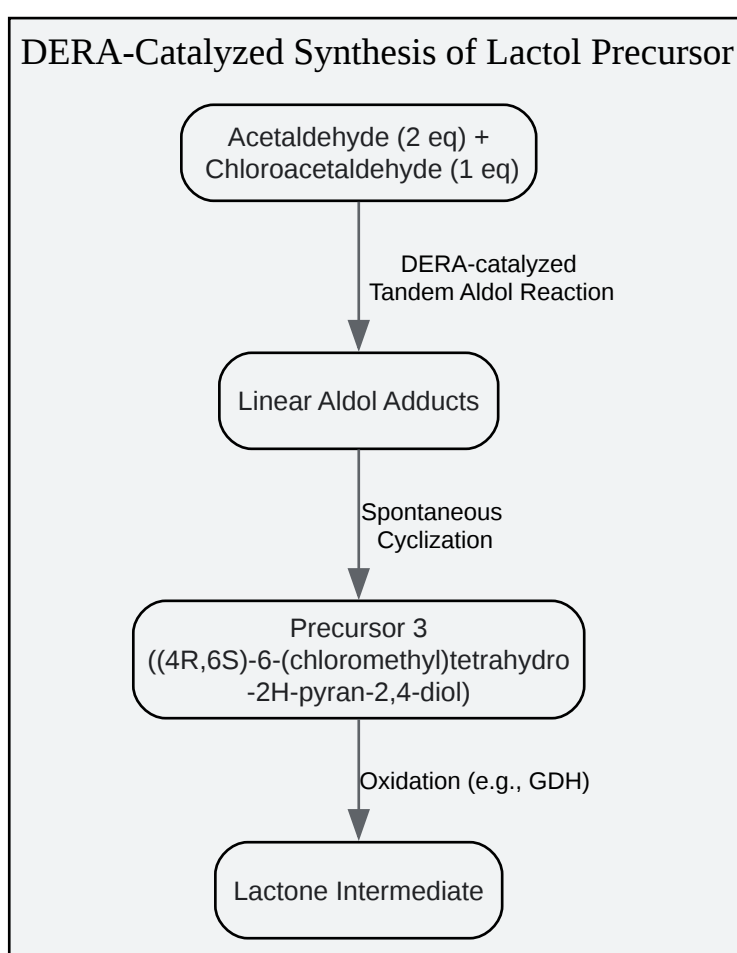 DERA-Catalyzed Synthesis of Lactol Precursor
Acetaldehyde (2 eq) +
Chloroacetaldehyde (1 eq)
DERA-catalyzed
Tandem Aldol Reaction
Linear Aldol Adducts
Spontaneous
Cyclization
Precursor 3
((4R,6S)-6-(chloromethyl)tetrahydro
-2H-pyran-2,4-diol)
Oxidation (e.g., GDH)
Lactone Intermediate